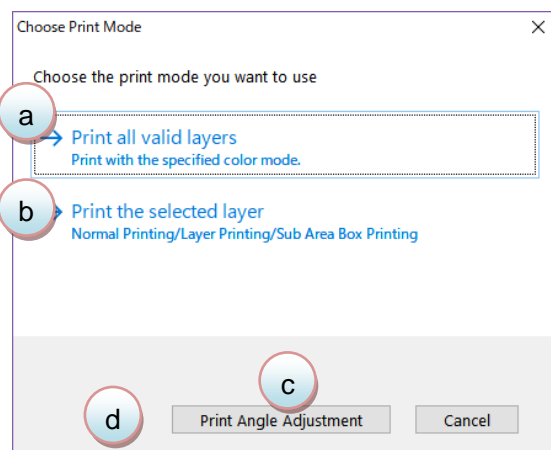 Choose Print Mode
Choose the print mode you want to use
a
Print all valid layers
Print with the specified color mode.
b
Print the selected layer
Normal Printing/Layer Printing/Sub Area Box Printing
c
d
Print Angle Adjustment
Cancel